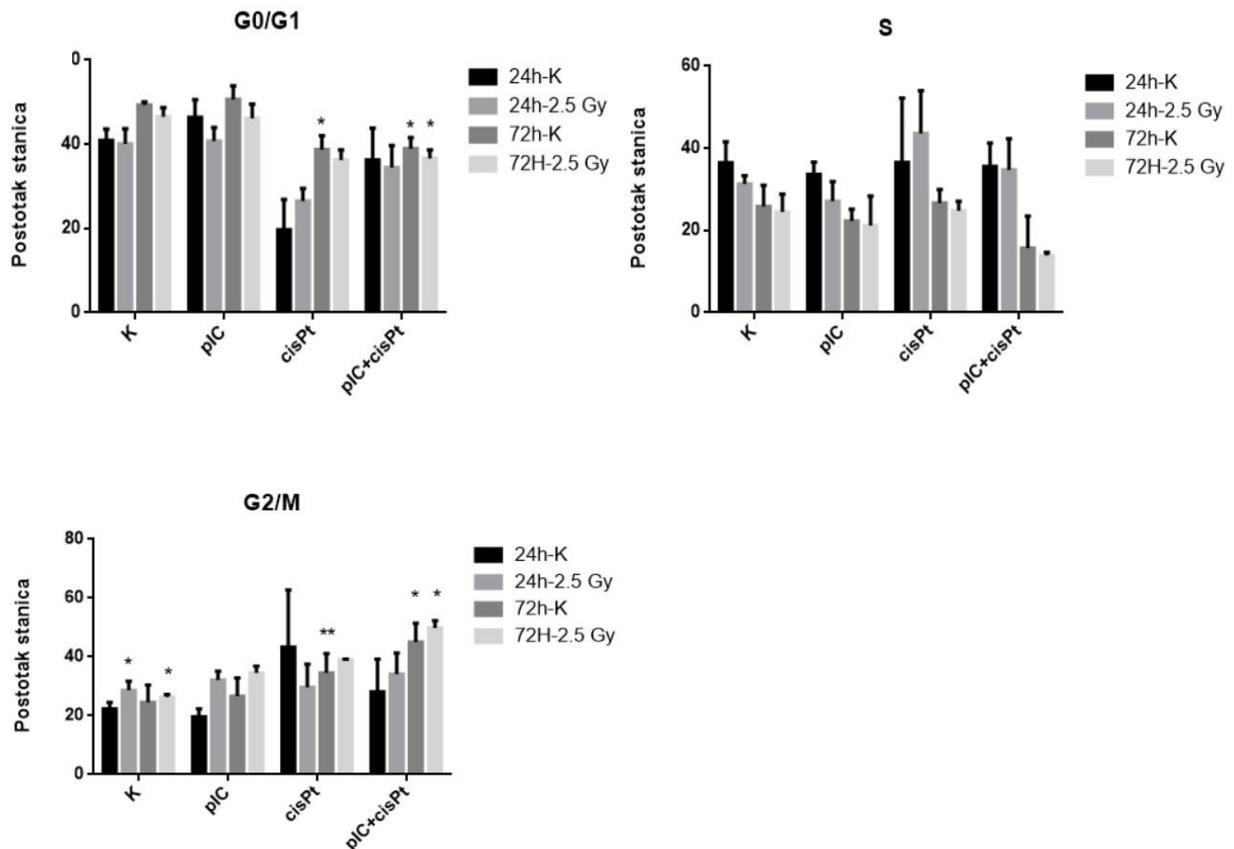 G0/G1
Postotak stanica
0
40
20
0
* * *
K pIC cisPt pIC+cisPt
24h-K
24h-2.5 Gy
72h-K
72H-2.5 Gy
S
Postotak stanica
60
40
20
0
K pIC cisPt pIC+cisPt
24h-K
24h-2.5 Gy
72h-K
72H-2.5 Gy
G2/M
Postotak stanica
80
60
40
20
0
* * ** * *
K pIC cisPt pIC+cisPt
24h-K
24h-2.5 Gy
72h-K
72H-2.5 Gy